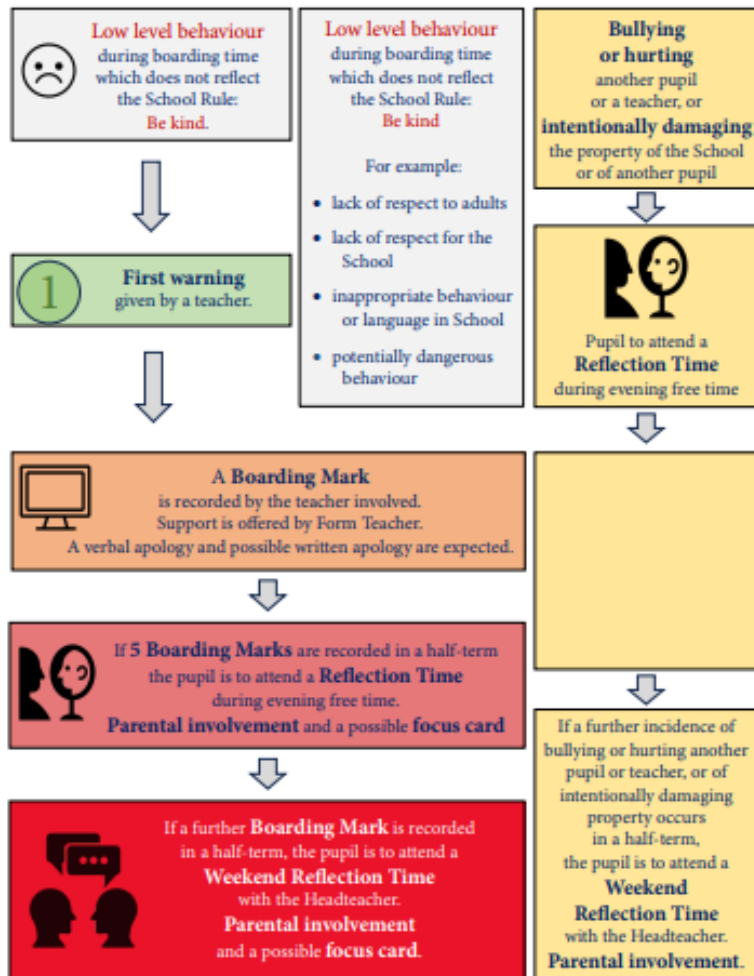 Low level behaviour
during boarding time
which does not reflect
the School Rule:
Be kind.
1
First warning
given by a teacher.
Low level behaviour
during boarding time
which does not reflect
the School Rule:
Be kind
For example:
• lack of respect to adults
• lack of respect for the
School
• inappropriate behaviour
or language in School
• potentially dangerous
behaviour
A Boarding Mark
is recorded by the teacher involved.
Support is offered by Form Teacher.
A verbal apology and possible written apology are expected.
If 5 Boarding Marks are recorded in a half-term
the pupil is to attend a Reflection Time
during evening free time.
Parental involvement and a possible focus card
If a further Boarding Mark is recorded
in a half-term, the pupil is to attend a
Weekend Reflection Time
with the Headteacher.
Parental involvement
and a possible focus card.
Bullying
or hurting
another pupil
or a teacher, or
intentionally damaging
the property of the School
or of another pupil
Pupil to attend a
Reflection Time
during evening free time
If a further incidence of
bullying or hurting another
pupil or teacher, or of
intentionally damaging
property occurs
in a half-term,
the pupil is to attend a
Weekend
Reflection Time
with the Headteacher.
Parental involvement.